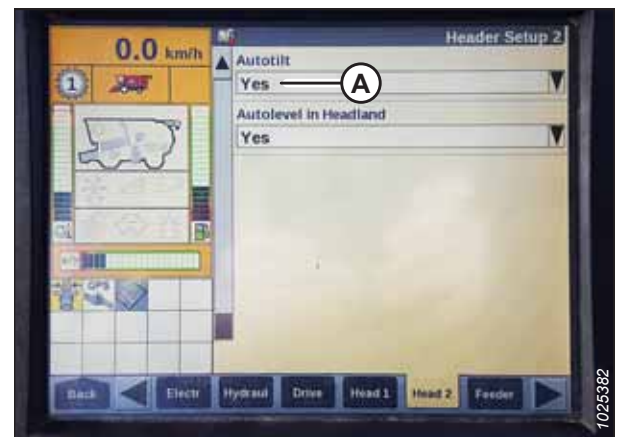 0.0 km/h
Header Setup 2
Autotilt
Yes
A
1
Autolevel in Headland
Yes
GPS
Back
Electr
Hydraul
Drive
Head 1
Head 2
Feeder
1025382